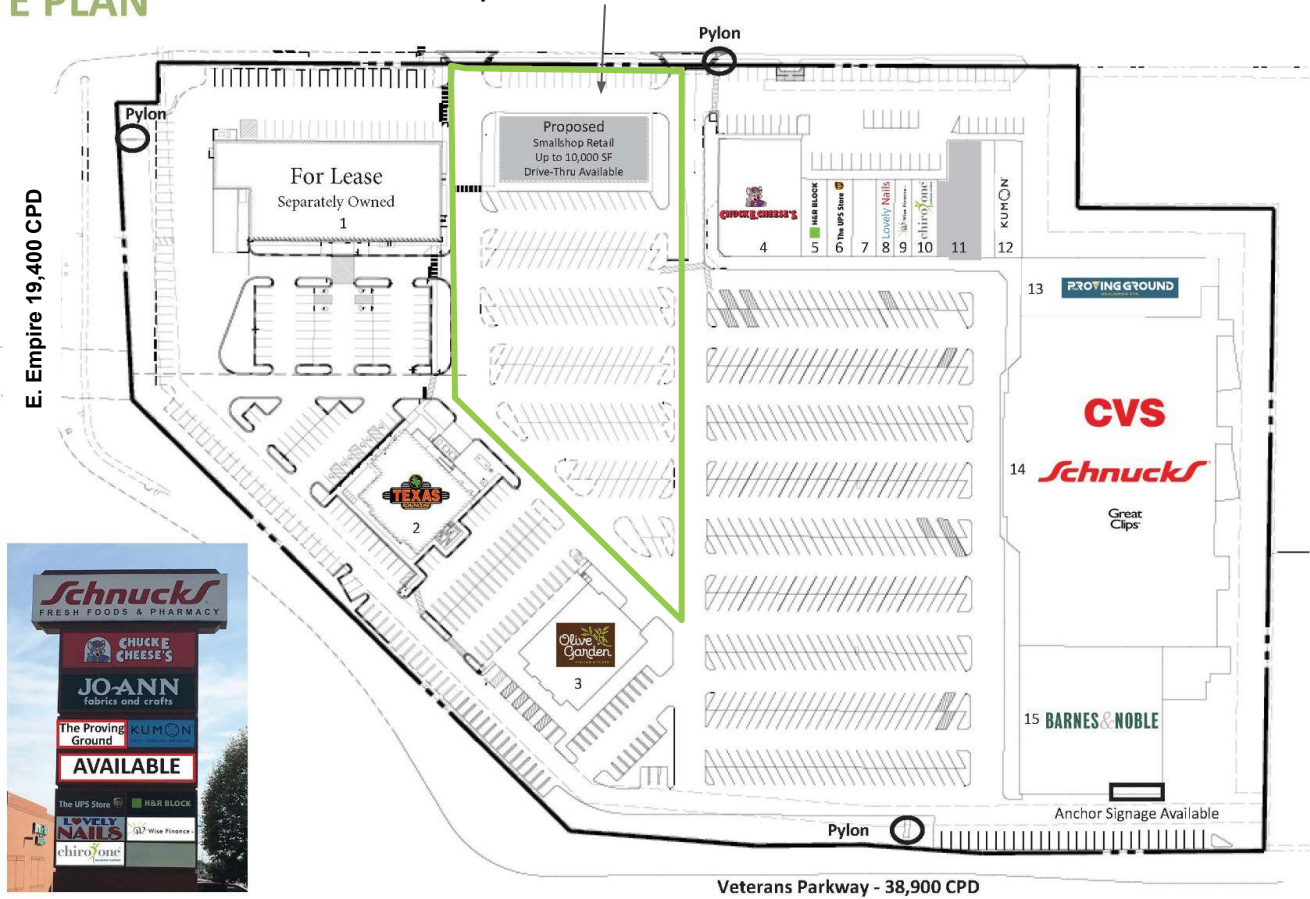 E PLAN
Pylon
Pylon
Proposed
Smallshop Retail
Up to 10,000 SF
Drive-Thru Available
For Lease
Separately Owned
1
E. Empire 19,400 CPD
CHUCK E. CHEESE'S
4
H&R BLOCK
5
The UPS Store
6
7
Lovely Nails
8
Wise Finance
9
chiro one
10
11
KUMON
12
13
PROVING GROUND
CVS
14
Schnucks
Great
Clips
TEXAS
ROADHOUSE
2
Olive
Garden
ITALIAN KITCHEN
3
15 BARNES & NOBLE
Anchor Signage Available
Pylon
Veterans Parkway - 38,900 CPD
Schnucks
FRESH FOODS & PHARMACY
CHUCK E
CHEESE'S
JO-ANN
fabrics and crafts
The Proving
Ground
KUMON
AVAILABLE
The UPS Store
H&R BLOCK
LOVELY
NAILS
Wise Finance
chiro one